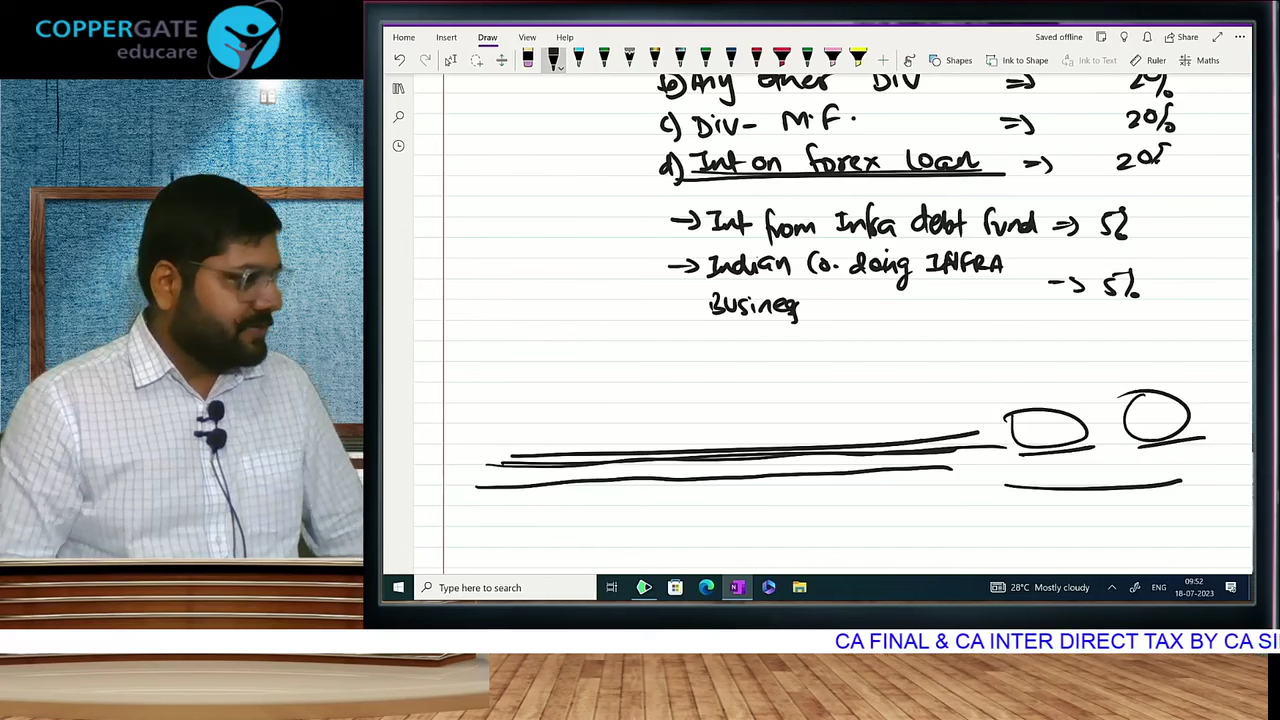 COPPERGATE
educare
Home Insert Draw View Help
Saved offline
Share
Shapes
Ink to Shape
Ink to Text
Ruler
Maths
b) Any other DIV => 20%
c) Div- M.F. => 20%
d) Int on forex loan => 20%
-> Int from Infra debt fund => 5%
-> Indian Co. doing INFRA
Business -> 5%
Type here to search
28°C Mostly cloudy
ENG
09:52
18-07-2023
CA FINAL & CA INTER DIRECT TAX BY CA SI